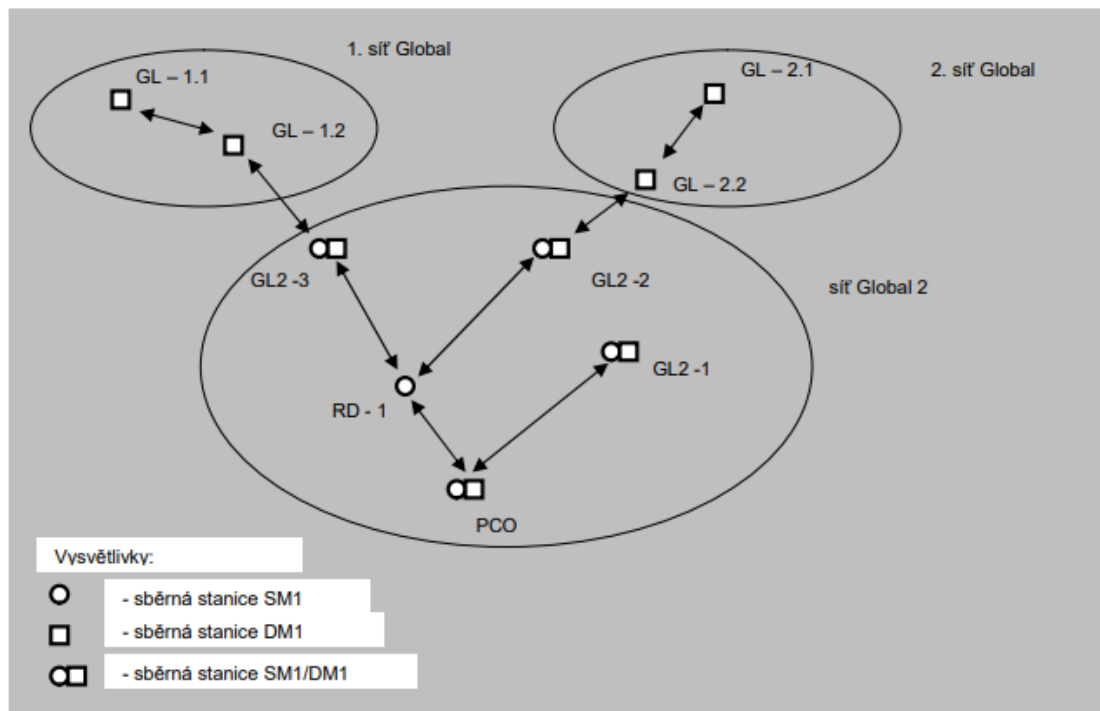 1. síť Global
GL – 1.1
GL – 1.2
GL – 2.1
2. síť Global
GL – 2.2
GL2 -3
GL2 -2
síť Global 2
GL2 -1
RD - 1
PCO
Vysvětlivky:
- sběrná stanice SM1
- sběrná stanice DM1
- sběrná stanice SM1/DM1